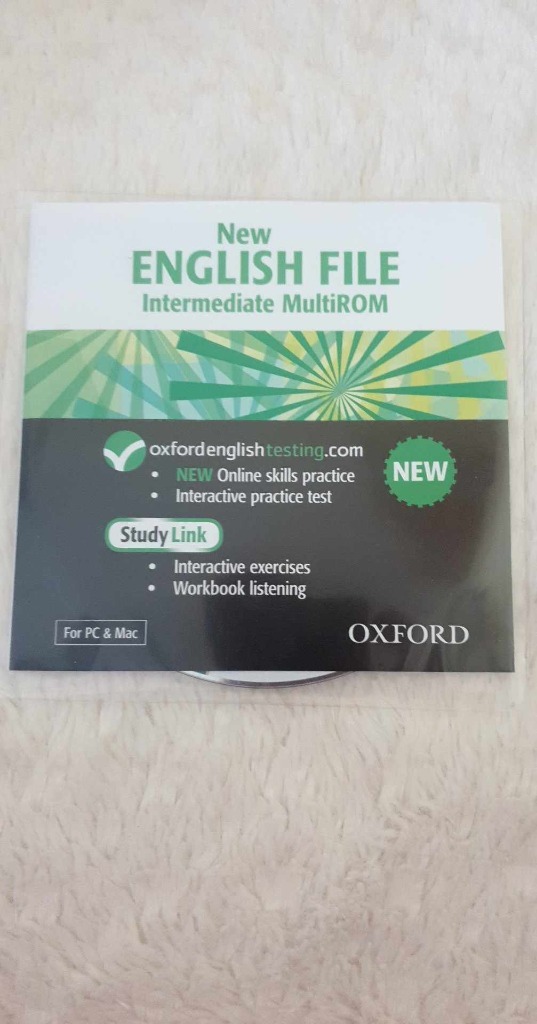 New
ENGLISH FILE
Intermediate MultiROM
oxfordenglishtesting.com
• NEW Online skills practice
• Interactive practice test
NEW
Study Link
• Interactive exercises
• Workbook listening
For PC & Mac
OXFORD